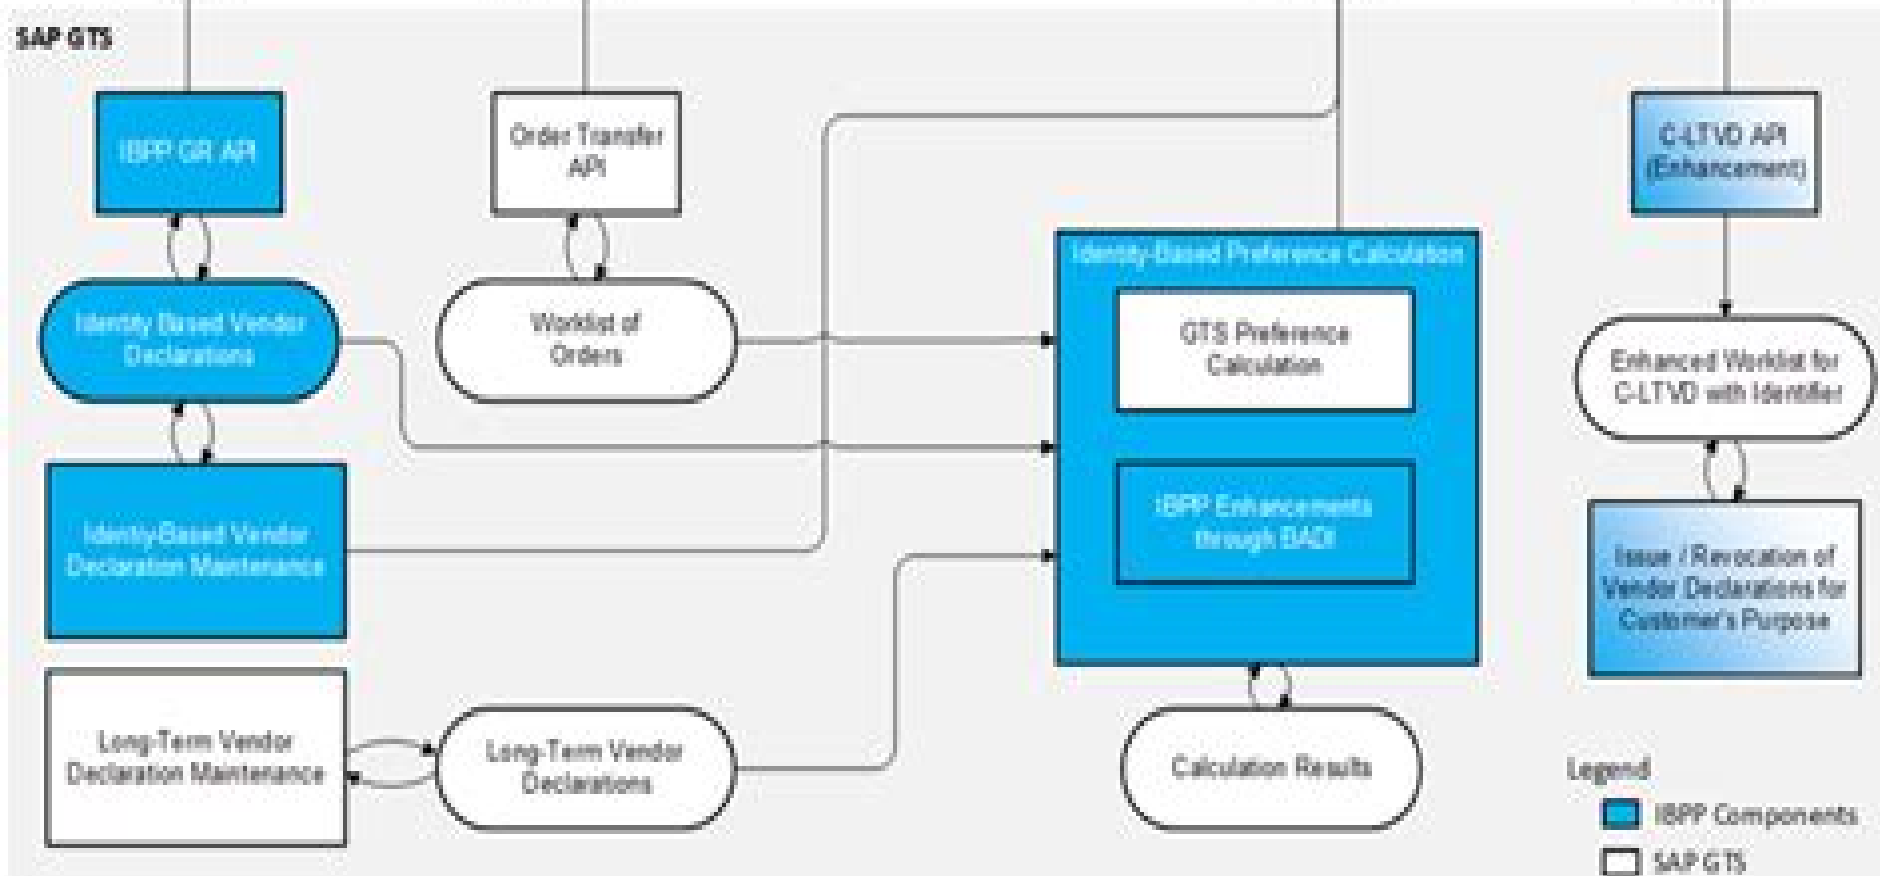 SAP GTS
IBPP GR API
Order Transfer
API
C-LTVD API
(Enhancement)
Identity-Based Preference Calculation
Identity Based Vendor
Declarations
Worklist of
Orders
GTS Preference
Calculation
Enhanced Worklist for
C-LTVD with Identifier
Identity-Based Vendor
Declaration Maintenance
IBPP Enhancements
through BADI
Issue / Revocation of
Vendor Declarations for
Customer's Purpose
Long-Term Vendor
Declaration Maintenance
Long-Term Vendor
Declarations
Calculation Results
Legend
IBPP Components
SAP GTS